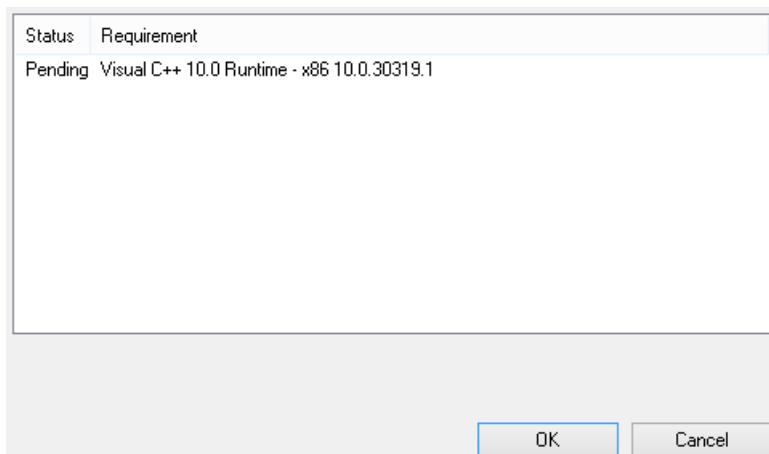 Status Requirement
Pending Visual C++ 10.0 Runtime - x86 10.0.30319.1
OK Cancel